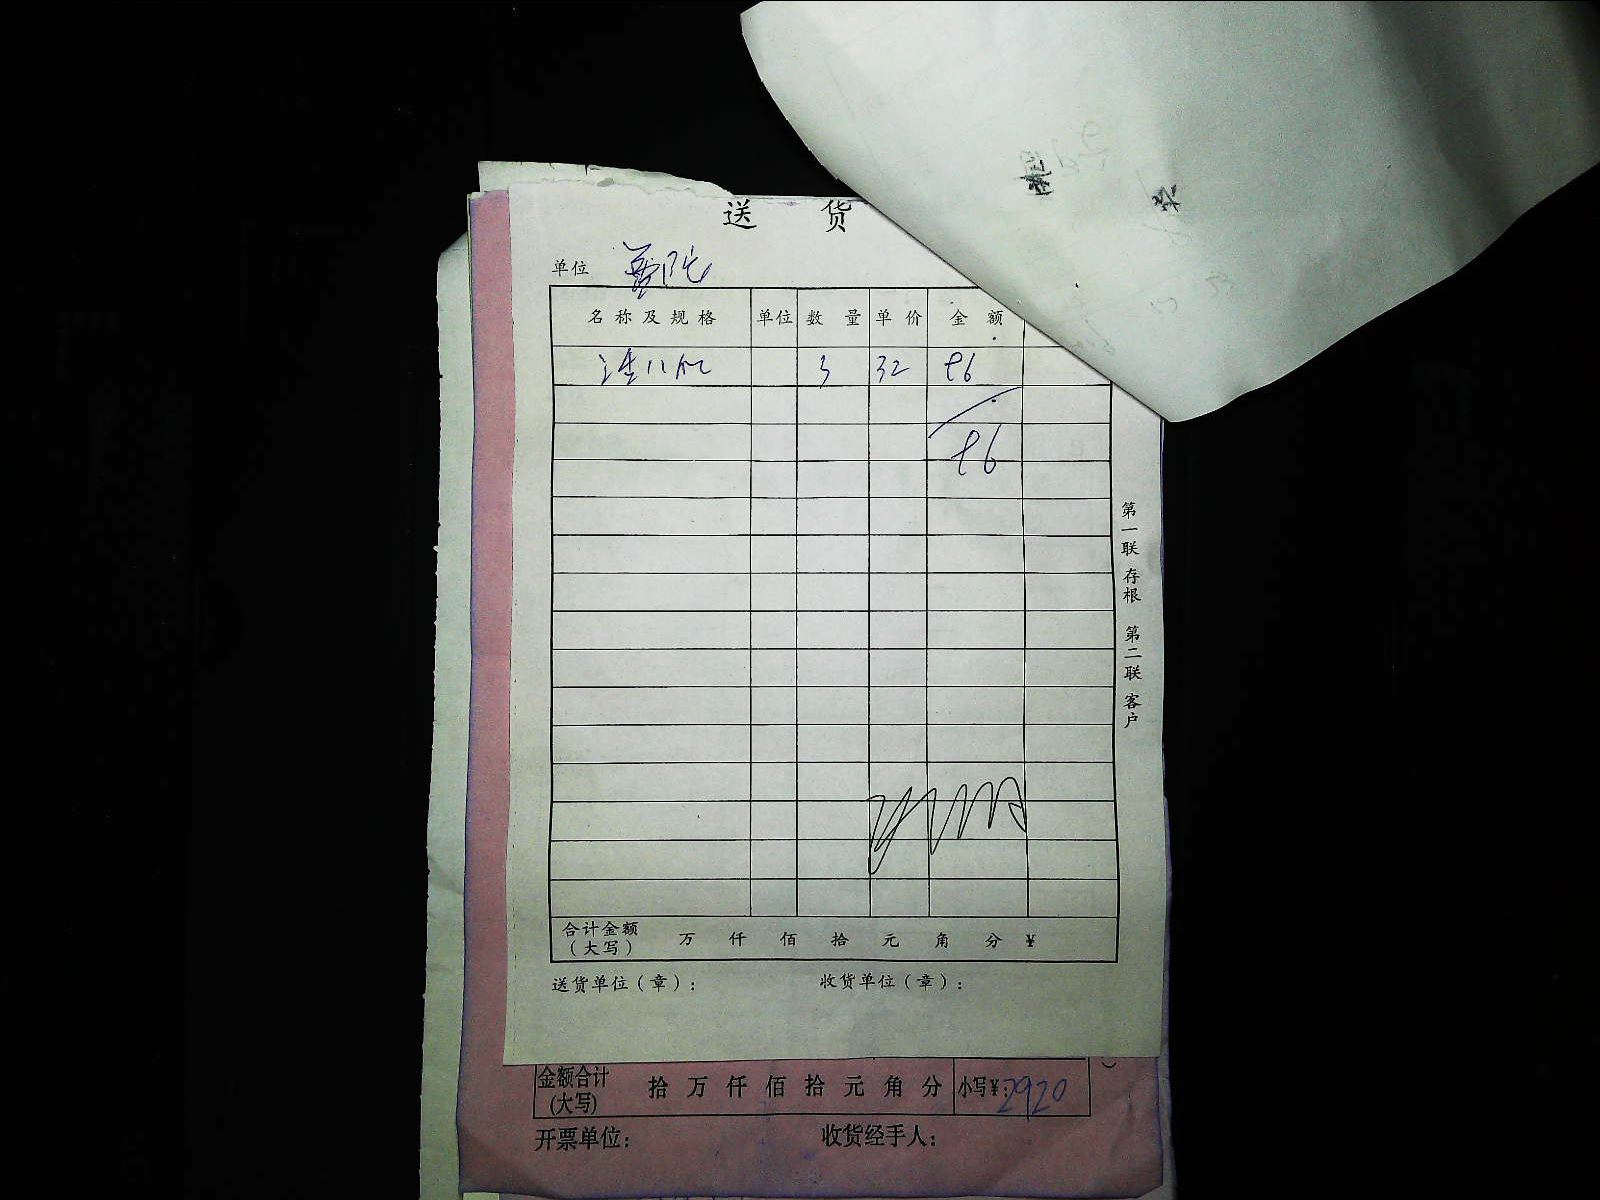 送 货
单位
名称及规格 单位 数量 单价 金额
3 32 96
96
合计金额(大写) 万 仟 佰 拾 元 角 分 ¥
送货单位(章): 收货单位(章):
第一联 存根 第二联 客户
金额合计(大写) 拾 万 仟 佰 拾 元 角 分 小写¥:2920
开票单位: 收货经手人: